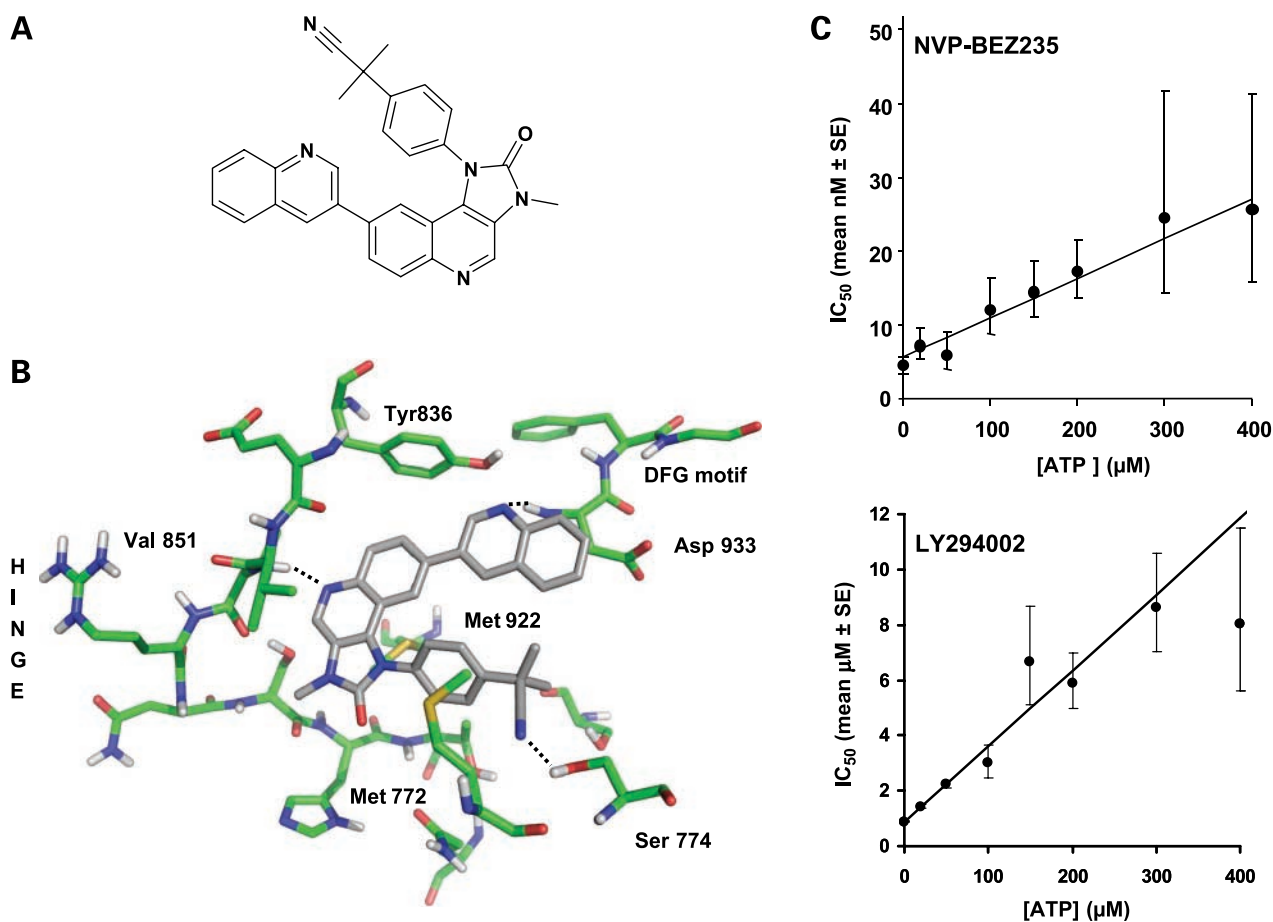 A
N
O
N
N
N
N
B
Tyr836
DFG motif
Val 851
Asp 933
HINGE
Met 922
Met 772
Ser 774
C
NVP-BEZ235
50
40
30
20
10
0
IC50 (mean nM ± SE)
0 100 200 300 400
[ATP ] (µM)
LY294002
12
10
8
6
4
2
0
IC50 (mean µM ± SE)
0 100 200 300 400
[ATP] (µM)